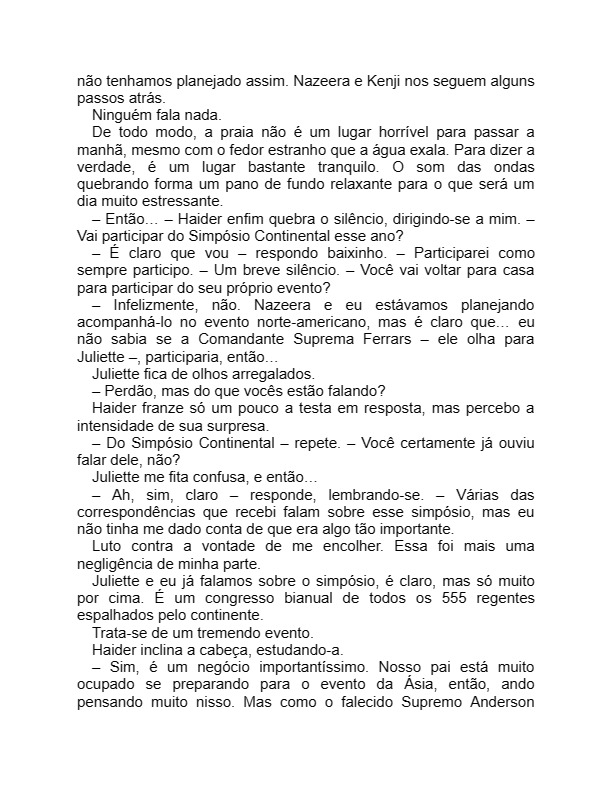 não tenhamos planejado assim. Nazeera e Kenji nos seguem alguns
passos atrás.
Ninguém fala nada.
De todo modo, a praia não é um lugar horrível para passar a
manhã, mesmo com o fedor estranho que a água exala. Para dizer a
verdade, é um lugar bastante tranquilo. O som das ondas
quebrando forma um pano de fundo relaxante para o que será um
dia muito estressante.
– Então… – Haider enfim quebra o silêncio, dirigindo-se a mim. –
Vai participar do Simpósio Continental esse ano?
– É claro que vou – respondo baixinho. – Participarei como
sempre participo. – Um breve silêncio. – Você vai voltar para casa
para participar do seu próprio evento?
– Infelizmente, não. Nazeera e eu estávamos planejando
acompanhá-lo no evento norte-americano, mas é claro que… eu
não sabia se a Comandante Suprema Ferrars – ele olha para
Juliette –, participaria, então…
Juliette fica de olhos arregalados.
– Perdão, mas do que vocês estão falando?
Haider franze só um pouco a testa em resposta, mas percebo a
intensidade de sua surpresa.
– Do Simpósio Continental – repete. – Você certamente já ouviu
falar dele, não?
Juliette me fita confusa, e então…
– Ah, sim, claro – responde, lembrando-se. – Várias das
correspondências que recebi falam sobre esse simpósio, mas eu
não tinha me dado conta de que era algo tão importante.
Luto contra a vontade de me encolher. Essa foi mais uma
negligência de minha parte.
Juliette e eu já falamos sobre o simpósio, é claro, mas só muito
por cima. É um congresso bianual de todos os 555 regentes
espalhados pelo continente.
Trata-se de um tremendo evento.
Haider inclina a cabeça, estudando-a.
– Sim, é um negócio importantíssimo. Nosso pai está muito
ocupado se preparando para o evento da Ásia, então, ando
pensando muito nisso. Mas como o falecido Supremo Anderson